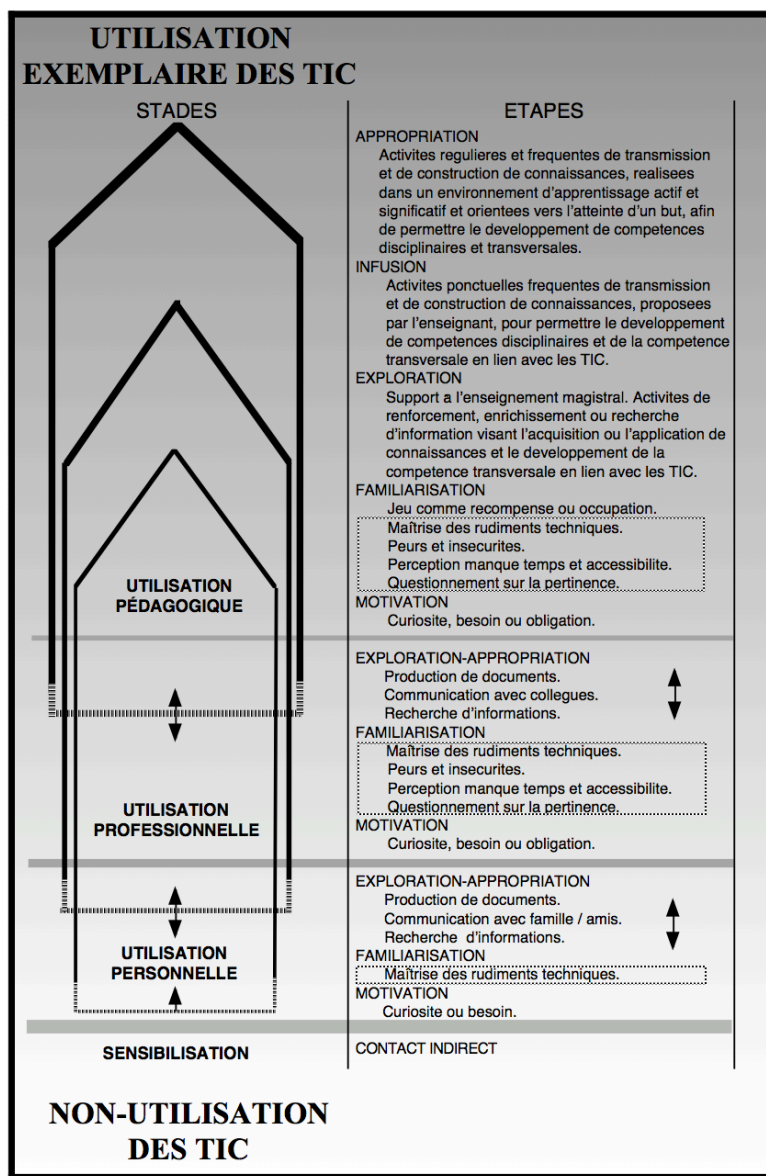 UTILISATION
EXEMPLAIRE DES TIC
STADES
ETAPES
APPROPRIATION
Activites regulieres et frequentes de transmission
et de construction de connaissances, realisees
dans un environnement d'apprentissage actif et
significatif et orientees vers l'atteinte d'un but, afin
de permettre le developpement de competences
disciplinaires et transversales.
INFUSION
Activites ponctuelles frequentes de transmission
et de construction de connaissances, proposees
par l'enseignant, pour permettre le developpement
de competences disciplinaires et de la competence
transversale en lien avec les TIC.
EXPLORATION
Support a l'enseignement magistral. Activites de
renforcement, enrichissement ou recherche
d'information visant l'acquisition ou l'application de
connaissances et le developpement de la
competence transversale en lien avec les TIC.
FAMILIARISATION
Jeu comme recompense ou occupation.
Maîtrise des rudiments techniques.
Peurs et insecurites.
Perception manque temps et accessibilite.
Questionnement sur la pertinence.
MOTIVATION
Curiosite, besoin ou obligation.
UTILISATION
PÉDAGOGIQUE
EXPLORATION-APPROPRIATION
Production de documents.
Communication avec collegues.
Recherche d'informations.
FAMILIARISATION
Maîtrise des rudiments techniques.
Peurs et insecurites.
Perception manque temps et accessibilite.
Questionnement sur la pertinence.
MOTIVATION
Curiosite, besoin ou obligation.
UTILISATION
PROFESSIONNELLE
EXPLORATION-APPROPRIATION
Production de documents.
Communication avec famille / amis.
Recherche d'informations.
FAMILIARISATION
Maîtrise des rudiments techniques.
MOTIVATION
Curiosite ou besoin.
UTILISATION
PERSONNELLE
SENSIBILISATION
CONTACT INDIRECT
NON-UTILISATION
DES TIC